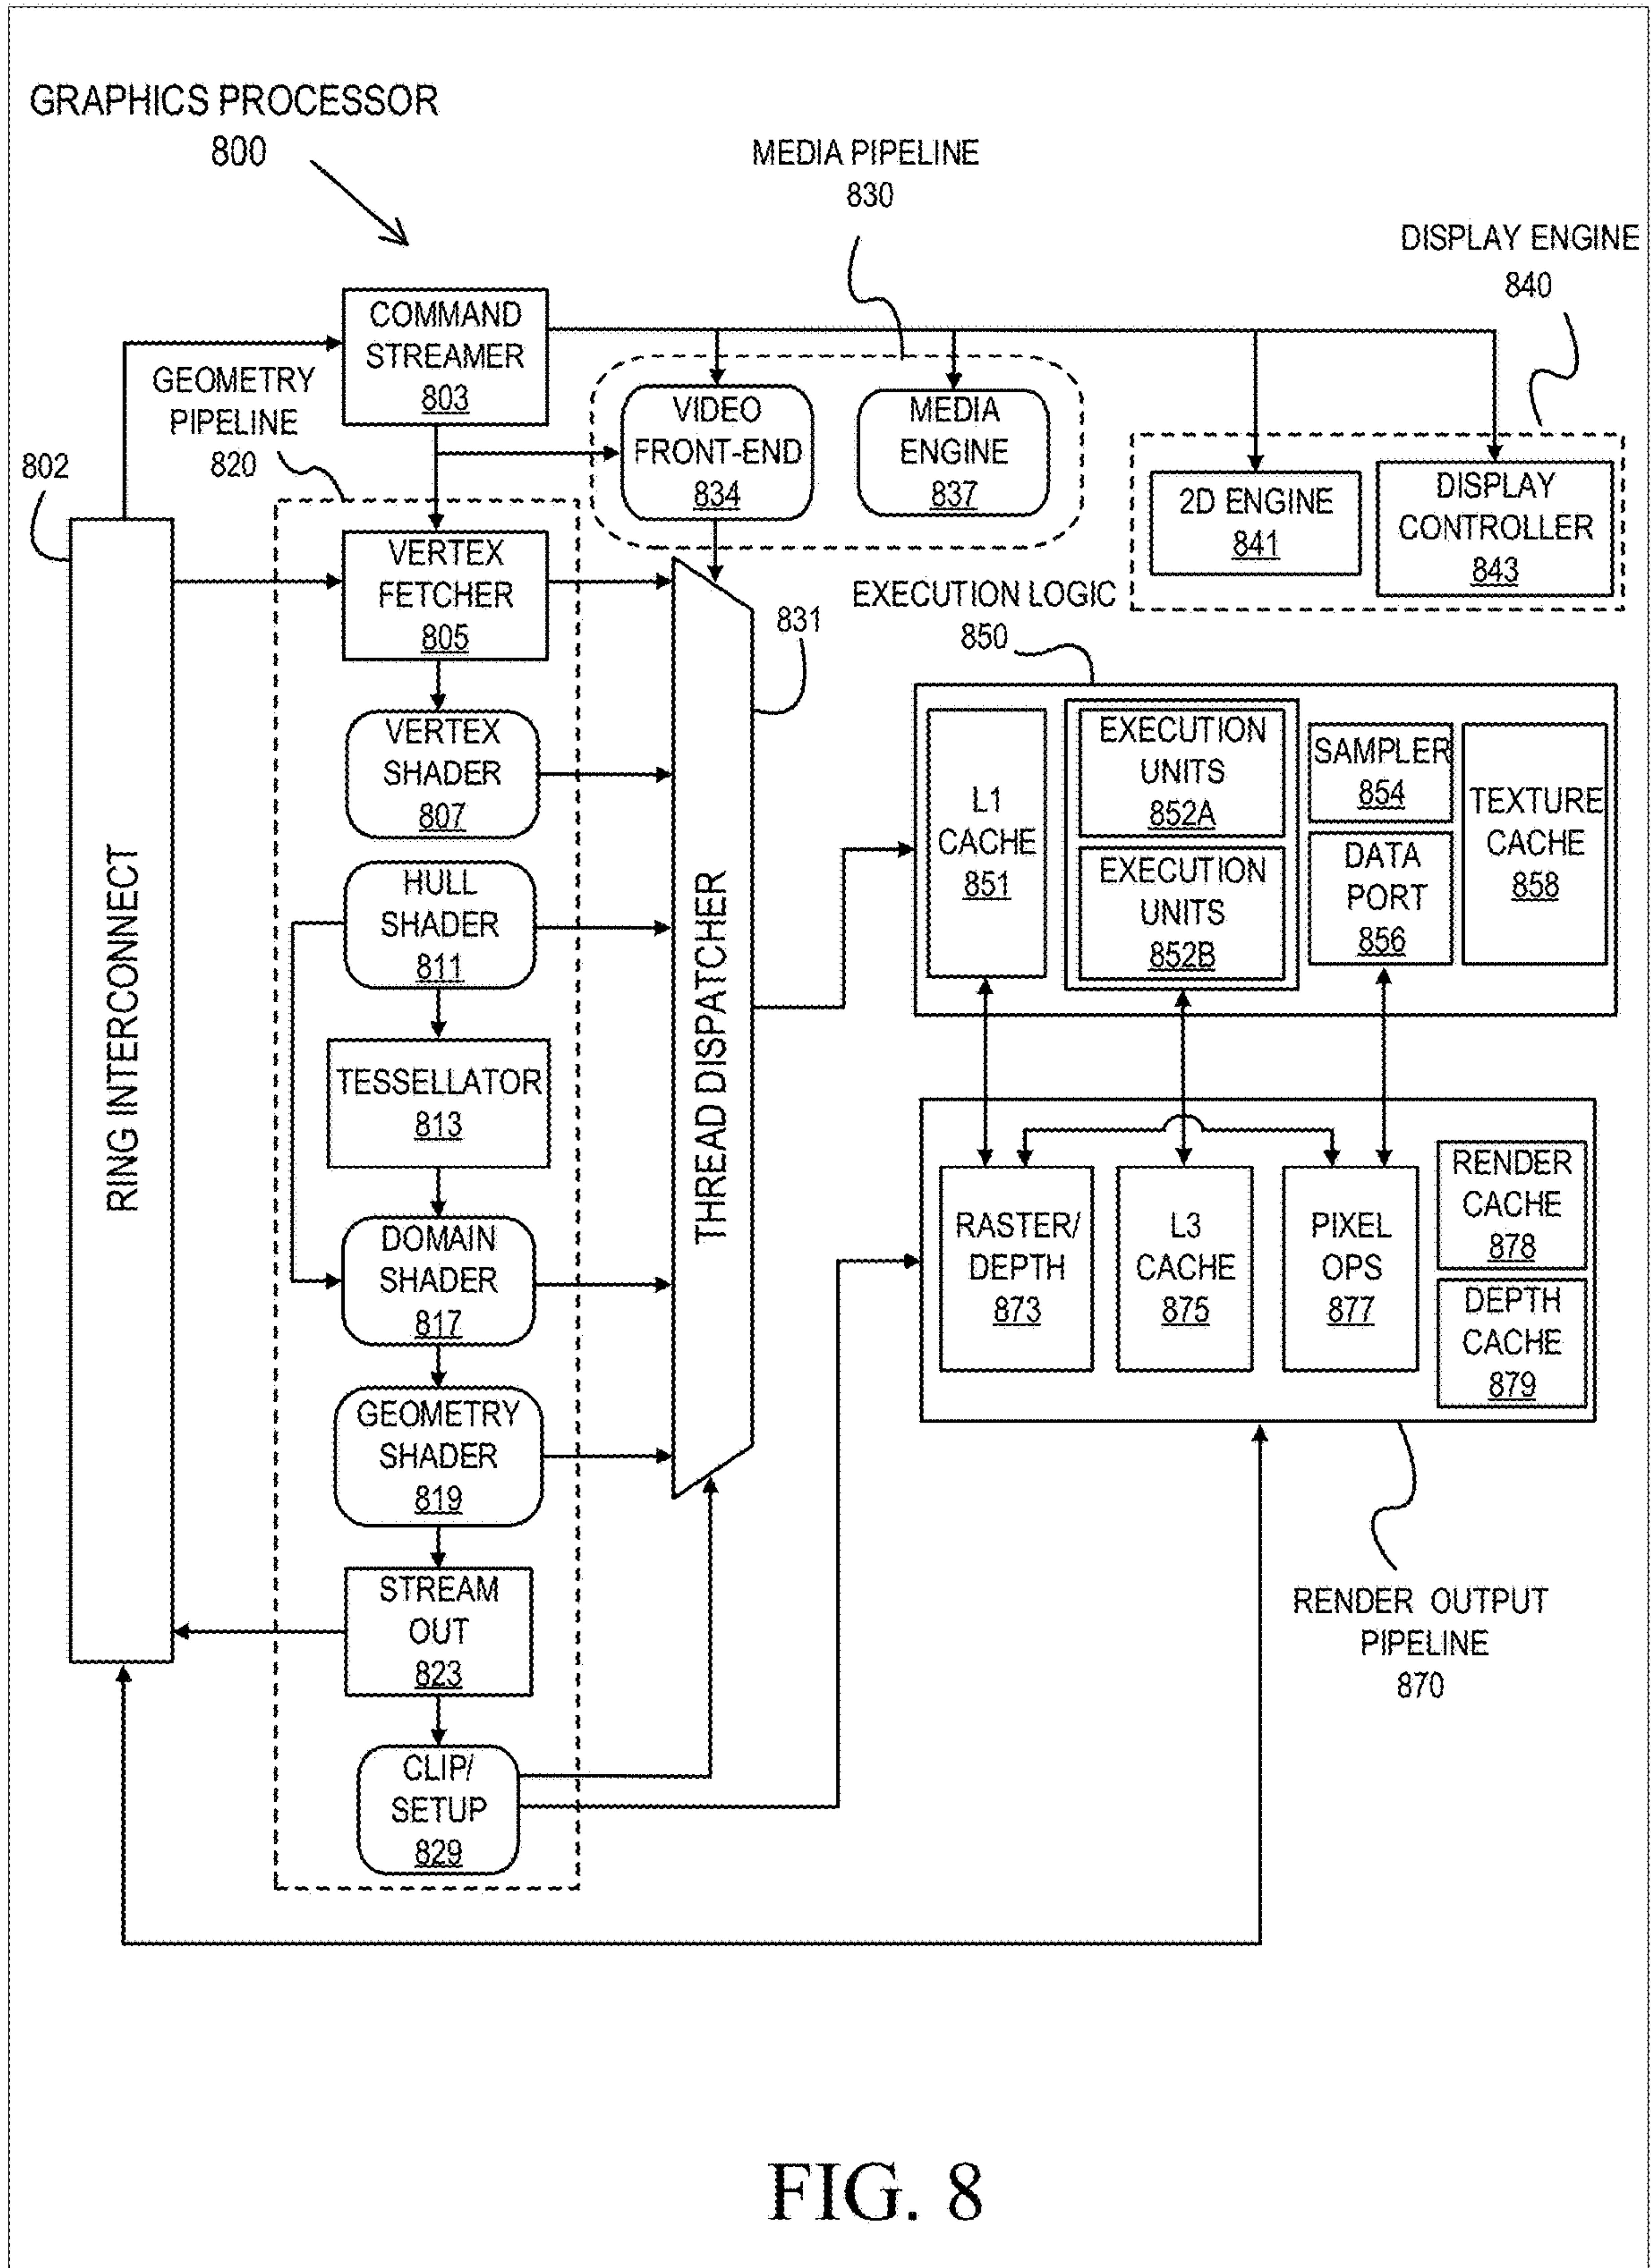 GRAPHICS PROCESSOR
800
MEDIA PIPELINE
830
DISPLAY ENGINE
840
COMMAND
STREAMER
803
GEOMETRY
PIPELINE
820
802
VIDEO
FRONT-END
834
MEDIA
ENGINE
837
2D ENGINE
841
DISPLAY
CONTROLLER
843
RING INTERCONNECT
VERTEX
FETCHER
805
VERTEX
SHADER
807
HULL
SHADER
811
TESSELLATOR
813
DOMAIN
SHADER
817
GEOMETRY
SHADER
819
STREAM
OUT
823
CLIP/
SETUP
829
THREAD DISPATCHER
831
EXECUTION LOGIC
850
L1
CACHE
851
EXECUTION
UNITS
852A
EXECUTION
UNITS
852B
SAMPLER
854
DATA
PORT
856
TEXTURE
CACHE
858
RASTER/
DEPTH
873
L3
CACHE
875
PIXEL
OPS
877
RENDER
CACHE
878
DEPTH
CACHE
879
RENDER OUTPUT
PIPELINE
870
FIG. 8